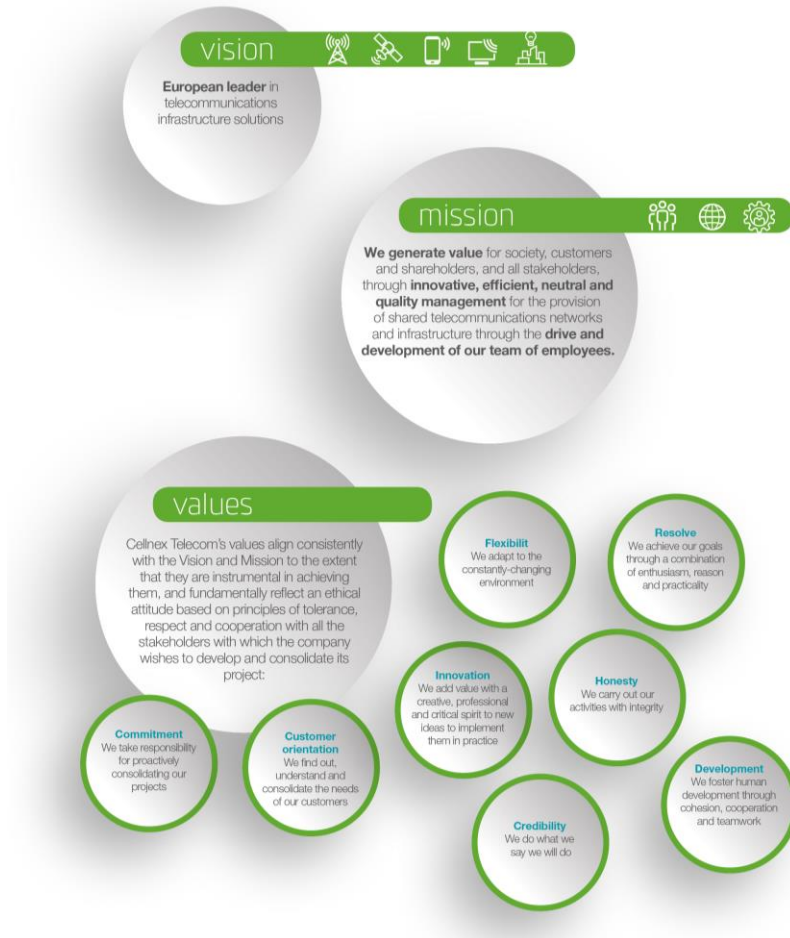 vision
European leader in
telecommunications
infrastructure solutions
mission
We generate value for society, customers
and shareholders, and all stakeholders,
through innovative, efficient, neutral and
quality management for the provision
of shared telecommunications networks
and infrastructure through the drive and
development of our team of employees.
values
Cellnex Telecom's values align consistently
with the Vision and Mission to the extent
that they are instrumental in achieving
them, and fundamentally reflect an ethical
attitude based on principles of tolerance,
respect and cooperation with all the
stakeholders with which the company
wishes to develop and consolidate its
project:
Flexibilit
We adapt to the
constantly-changing
environment
Resolve
We achieve our goals
through a combination
of enthusiasm, reason
and practicality
Innovation
We add value with a
creative, professional
and critical spirit to new
ideas to implement
them in practice
Honesty
We carry out our
activities with integrity
Commitment
We take responsibility
for proactively
consolidating our
projects
Customer
orientation
We find out,
understand and
consolidate the needs
of our customers
Development
We foster human
development through
cohesion, cooperation
and teamwork
Credibility
We do what we
say we will do